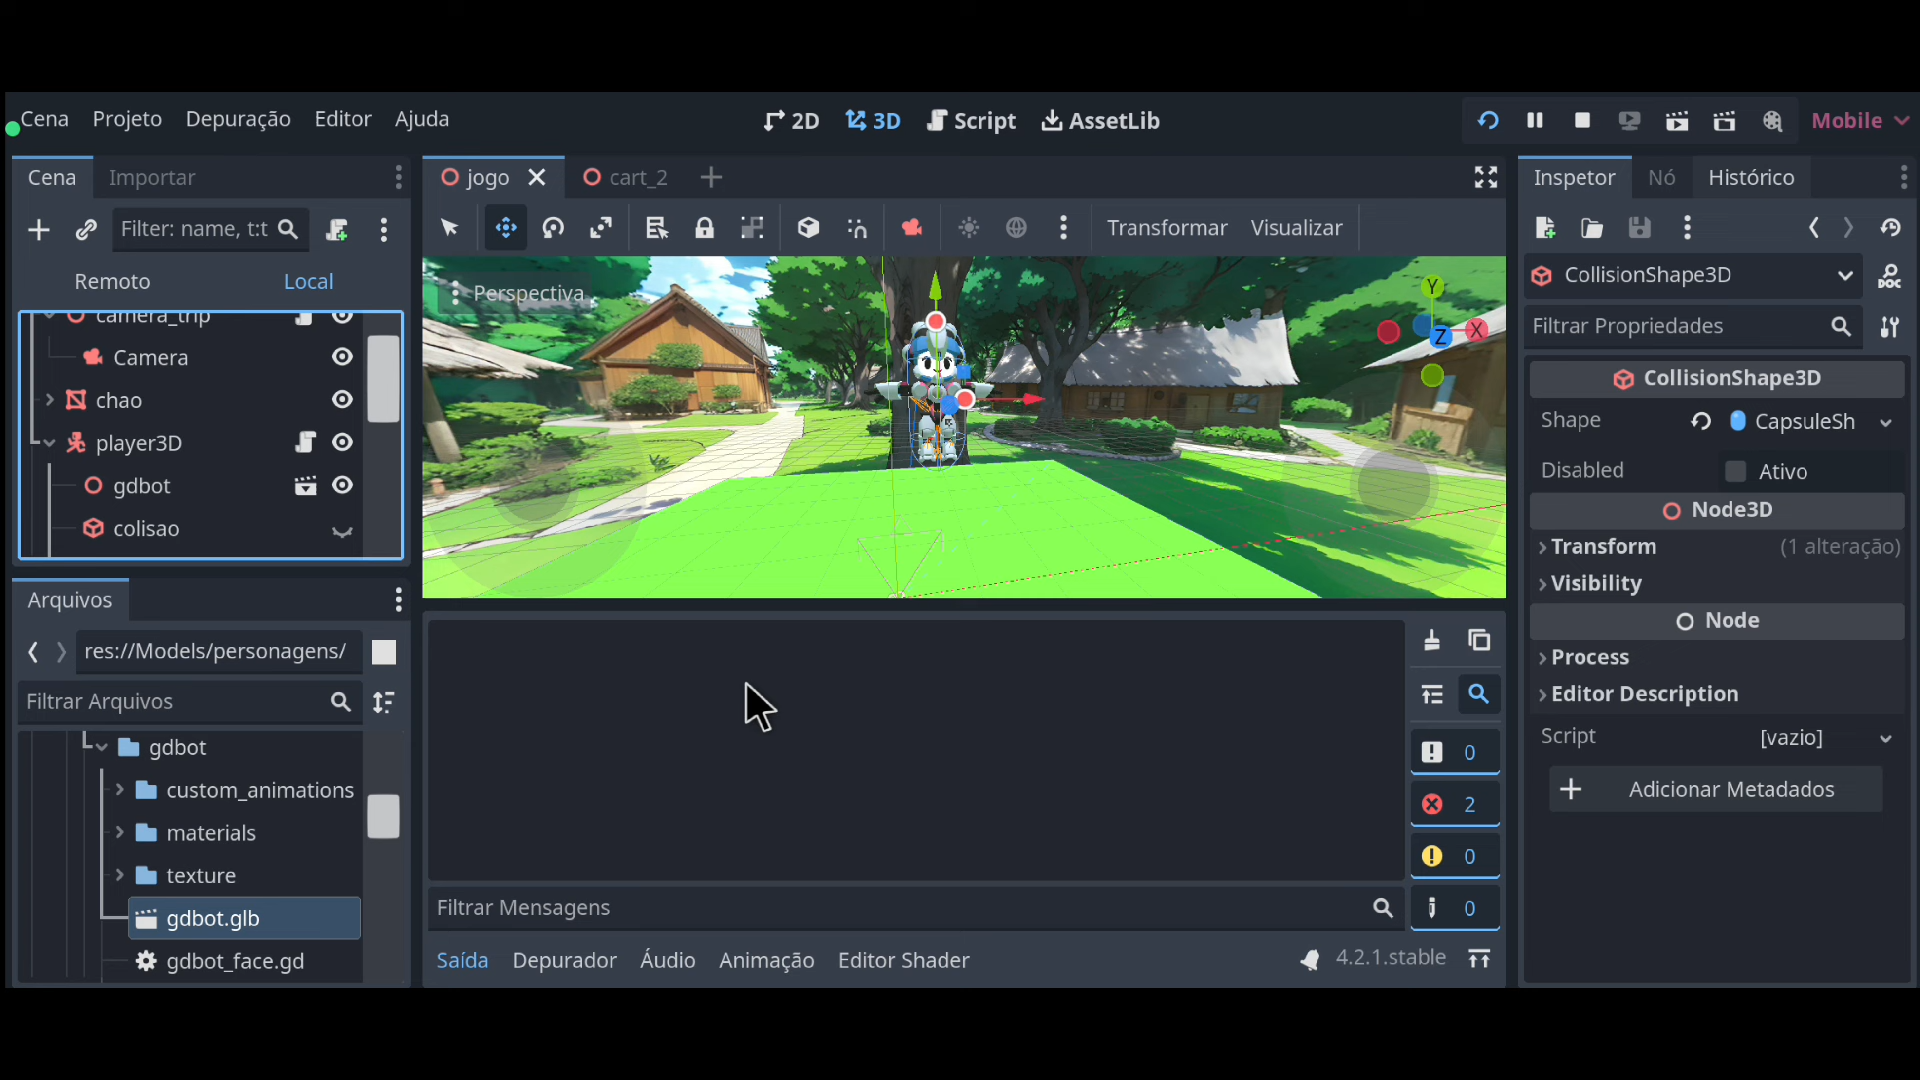 Cena Projeto Depuração Editor Ajuda
2D 3D Script AssetLib
Mobile
Cena Importar
Filter: name, t:t
Remoto Local
camera_trip
Camera
chao
player3D
gdbot
colisao
Arquivos
res://Models/personagens/
Filtrar Arquivos
gdbot
custom_animations
materials
texture
gdbot.glb
gdbot_face.gd
jogo cart_2
Transformar Visualizar
Perspectiva
Y
X
Z
0
2
0
0
Filtrar Mensagens
Saída Depurador Áudio Animação Editor Shader
4.2.1.stable
Inspetor Nó Histórico
CollisionShape3D
DOC
Filtrar Propriedades
CollisionShape3D
Shape CapsuleSh
Disabled Ativo
Node3D
Transform (1 alteração)
Visibility
Node
Process
Editor Description
Script [vazio]
Adicionar Metadados